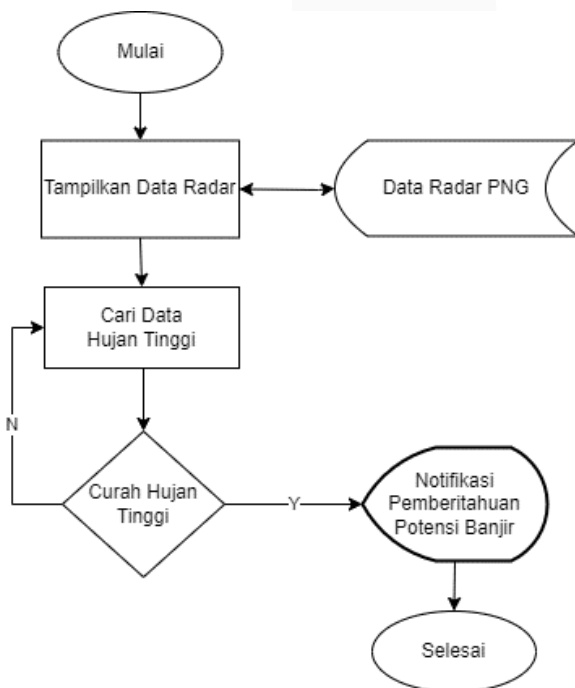 Mulai
Tampilkan Data Radar
Data Radar PNG
Cari Data
Hujan Tinggi
N
Curah Hujan
Tinggi
Y
Notifikasi
Pemberitahuan
Potensi Banjir
Selesai